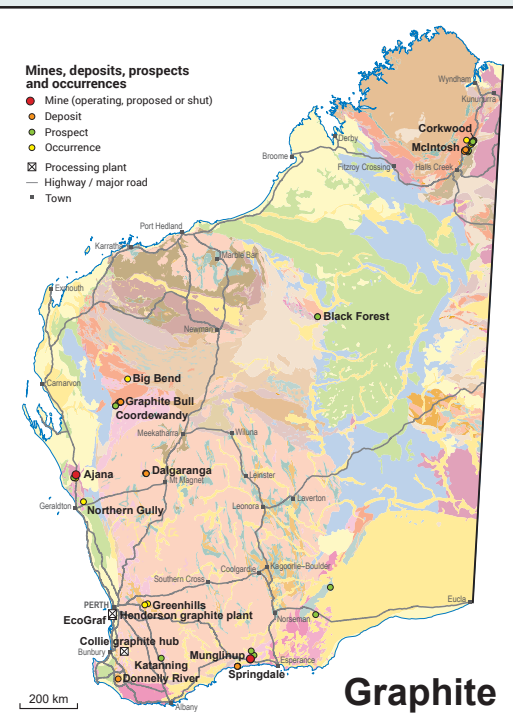 Mines, deposits, prospects
and occurrences
Mine (operating, proposed or shut)
Deposit
Prospect
Occurrence
Processing plant
Highway / major road
Town
Wyndham
Kununurra
Corkwood
McIntosh
Derby
Broome
Fitzroy Crossing
Halls Creek
Port Hedland
Karratha
Marble Bar
Exmouth
Black Forest
Newman
Big Bend
Carnarvon
Graphite Bull
Coordewandy
Meekatharra
Wiluna
Ajana
Dalgaranga
Mt Magnet
Leinster
Laverton
Geraldton
Northern Gully
Leonora
Coolgardie
Kagoorlie–Boulder
Southern Cross
Eucla
PERTH
Greenhills
EcoGraf
Henderson graphite plant
Norseman
Collie graphite hub
Bunbury
Munglinup
Katanning
Esperance
Donnelly River
Springdale
Albany
200 km
Graphite